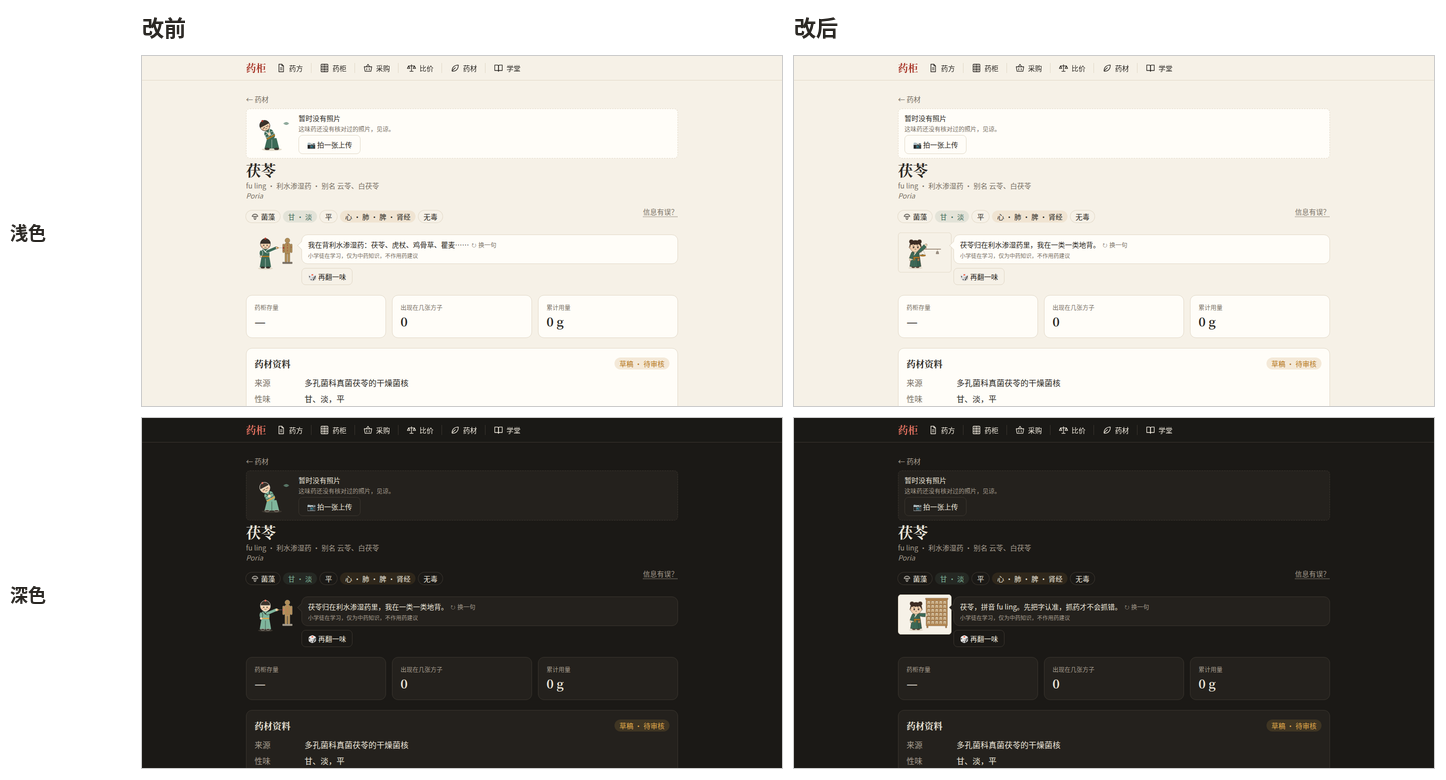 改前
改后
浅色
药柜 药方 药柜 采购 比价 药材 学堂
← 药材
暂时没有照片
这味药还没有核对过的照片，见谅。
📷 拍一张上传
茯苓
fu ling · 利水渗湿药 · 别名 云苓、白茯苓
Poria
菌藻 甘 · 淡 平 心 · 肺 · 脾 · 肾经 无毒
信息有误？
我在背利水渗湿药：茯苓、虎杖、鸡骨草、瞿麦…… ↻ 换一句
小学徒在学习，仅为中药知识，不作用药建议
🎲 再翻一味
药柜存量
—
出现在几张方子
0
累计用量
0 g
药材资料
草稿 · 待审核
来源 多孔菌科真菌茯苓的干燥菌核
性味 甘、淡，平
药柜 药方 药柜 采购 比价 药材 学堂
← 药材
暂时没有照片
这味药还没有核对过的照片，见谅。
📷 拍一张上传
茯苓
fu ling · 利水渗湿药 · 别名 云苓、白茯苓
Poria
菌藻 甘 · 淡 平 心 · 肺 · 脾 · 肾经 无毒
信息有误？
茯苓归在利水渗湿药里，我在一类一类地背。 ↻ 换一句
小学徒在学习，仅为中药知识，不作用药建议
🎲 再翻一味
药柜存量
—
出现在几张方子
0
累计用量
0 g
药材资料
草稿 · 待审核
来源 多孔菌科真菌茯苓的干燥菌核
性味 甘、淡，平
深色
药柜 药方 药柜 采购 比价 药材 学堂
← 药材
暂时没有照片
这味药还没有核对过的照片，见谅。
📷 拍一张上传
茯苓
fu ling · 利水渗湿药 · 别名 云苓、白茯苓
Poria
菌藻 甘 · 淡 平 心 · 肺 · 脾 · 肾经 无毒
信息有误？
茯苓归在利水渗湿药里，我在一类一类地背。 ↻ 换一句
小学徒在学习，仅为中药知识，不作用药建议
🎲 再翻一味
药柜存量
—
出现在几张方子
0
累计用量
0 g
药材资料
草稿 · 待审核
来源 多孔菌科真菌茯苓的干燥菌核
性味 甘、淡，平
药柜 药方 药柜 采购 比价 药材 学堂
← 药材
暂时没有照片
这味药还没有核对过的照片，见谅。
📷 拍一张上传
茯苓
fu ling · 利水渗湿药 · 别名 云苓、白茯苓
Poria
菌藻 甘 · 淡 平 心 · 肺 · 脾 · 肾经 无毒
信息有误？
茯苓，拼音 fu ling。先把字认准，抓药才不会抓错。 ↻ 换一句
小学徒在学习，仅为中药知识，不作用药建议
🎲 再翻一味
药柜存量
—
出现在几张方子
0
累计用量
0 g
药材资料
草稿 · 待审核
来源 多孔菌科真菌茯苓的干燥菌核
性味 甘、淡，平